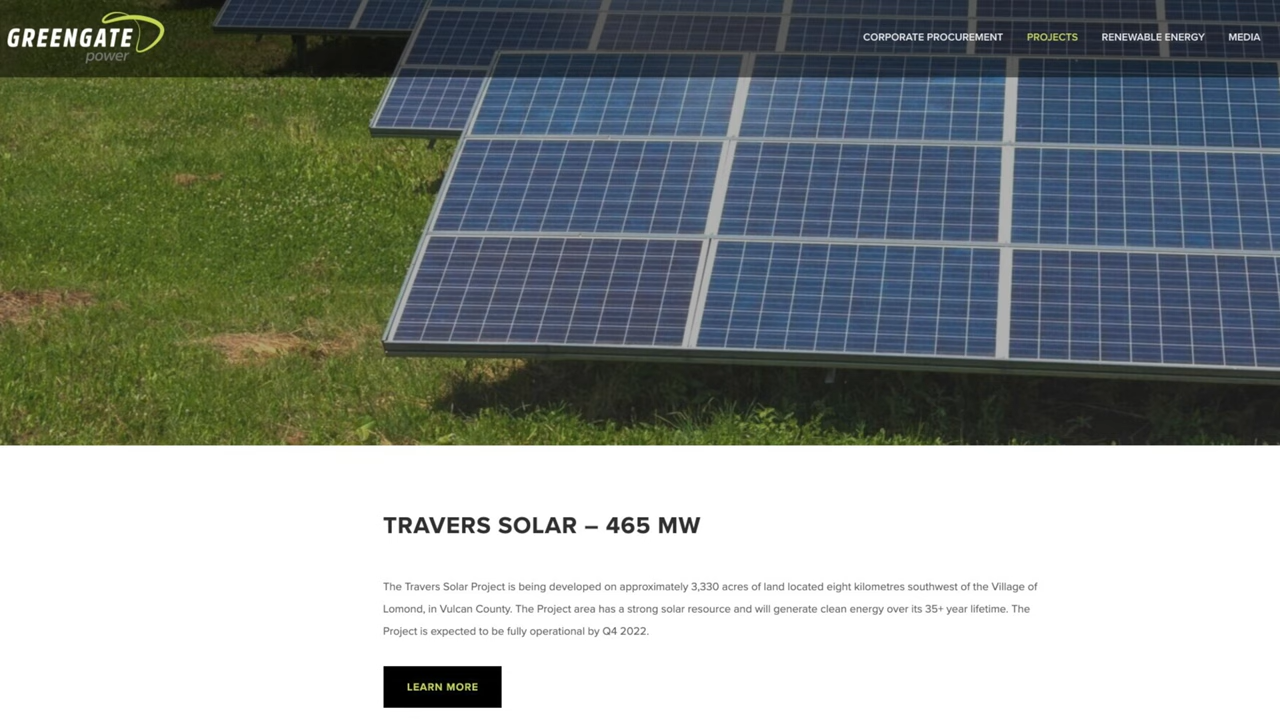 GREENGATE
power
CORPORATE PROCUREMENT PROJECTS RENEWABLE ENERGY MEDIA
TRAVERS SOLAR – 465 MW
The Travers Solar Project is being developed on approximately 3,330 acres of land located eight kilometres southwest of the Village of
Lomond, in Vulcan County. The Project area has a strong solar resource and will generate clean energy over its 35+ year lifetime. The
Project is expected to be fully operational by Q4 2022.
LEARN MORE